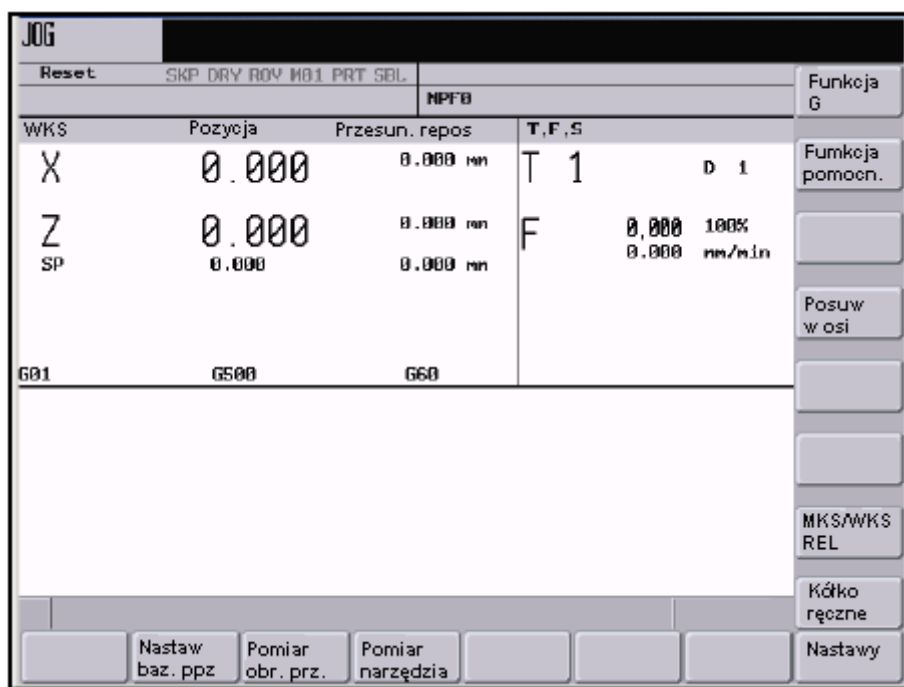 JOG
Reset SKP DRY ROV M01 PRT SBL
Funkcja
G
NPF0
WKS Pozycja Przesun. repos T,F,S
X 0.000 0.000 mm T 1 D 1
Fumkcja
pomocn.
Z 0.000 0.000 mm F 0,000 100%
SP 0.000 0.000 mm 0.000 mm/min
Posuw
w osi
G01 G500 G60
MKS/WKS
REL
Kółko
ręczne
Nastaw
baz. ppz
Pomiar
obr. prz.
Pomiar
narzędzia
Nastawy